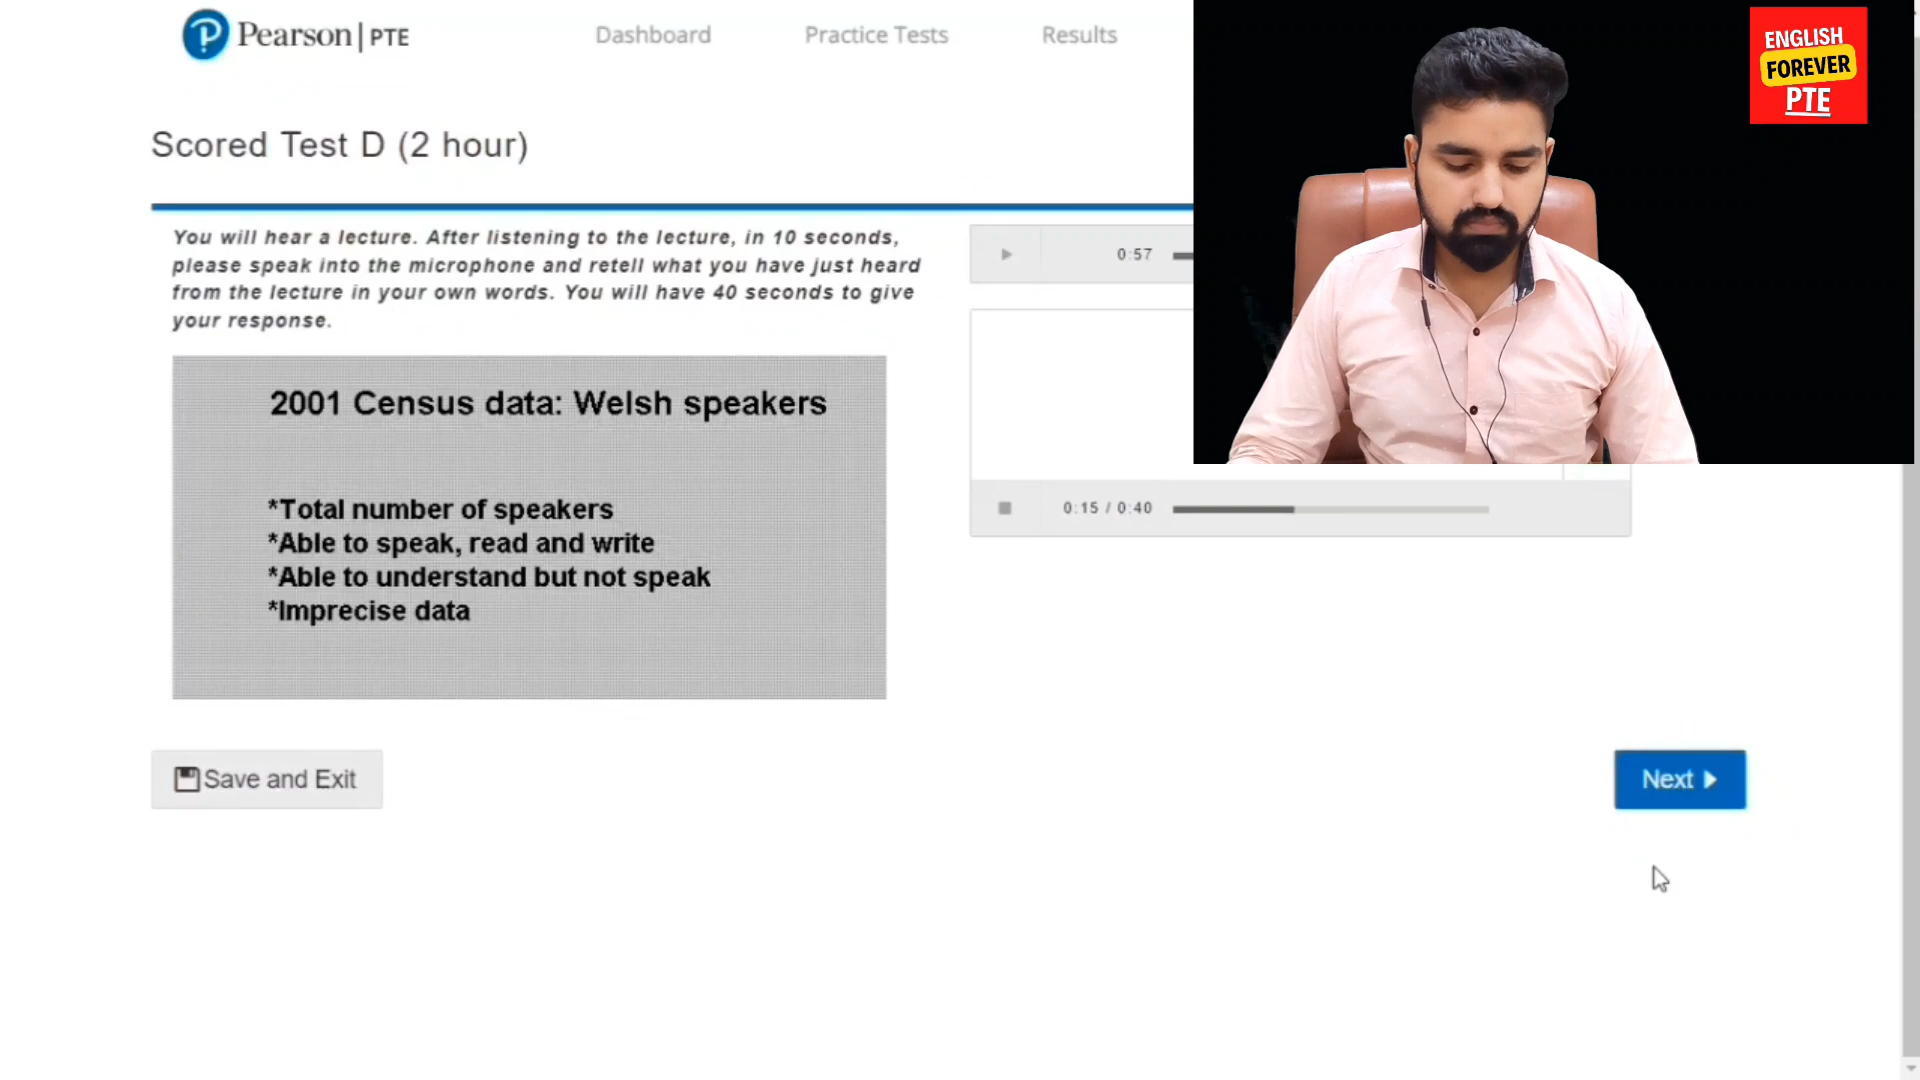 Pearson | PTE
Dashboard
Practice Tests
Results
ENGLISH
FOREVER
PTE
Scored Test D (2 hour)
You will hear a lecture. After listening to the lecture, in 10 seconds,
please speak into the microphone and retell what you have just heard
from the lecture in your own words. You will have 40 seconds to give
your response.
0:57
2001 Census data: Welsh speakers
*Total number of speakers
*Able to speak, read and write
*Able to understand but not speak
*Imprecise data
0:15 / 0:40
Save and Exit
Next